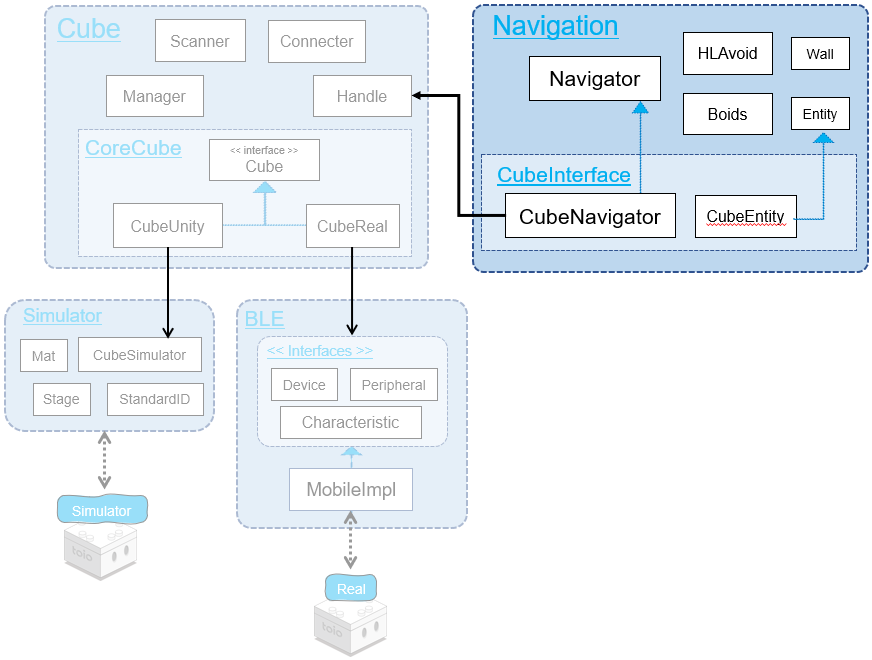 Cube
Scanner
Connecter
Manager
Handle
CoreCube
<< interface >>
Cube
CubeUnity
CubeReal
Navigation
Navigator
HLAvoid
Wall
Boids
Entity
CubeInterface
CubeNavigator
CubeEntity
Simulator
Mat
CubeSimulator
Stage
StandardID
BLE
<< Interfaces >>
Device
Peripheral
Characteristic
MobileImpl
Simulator
toio
Real
toio